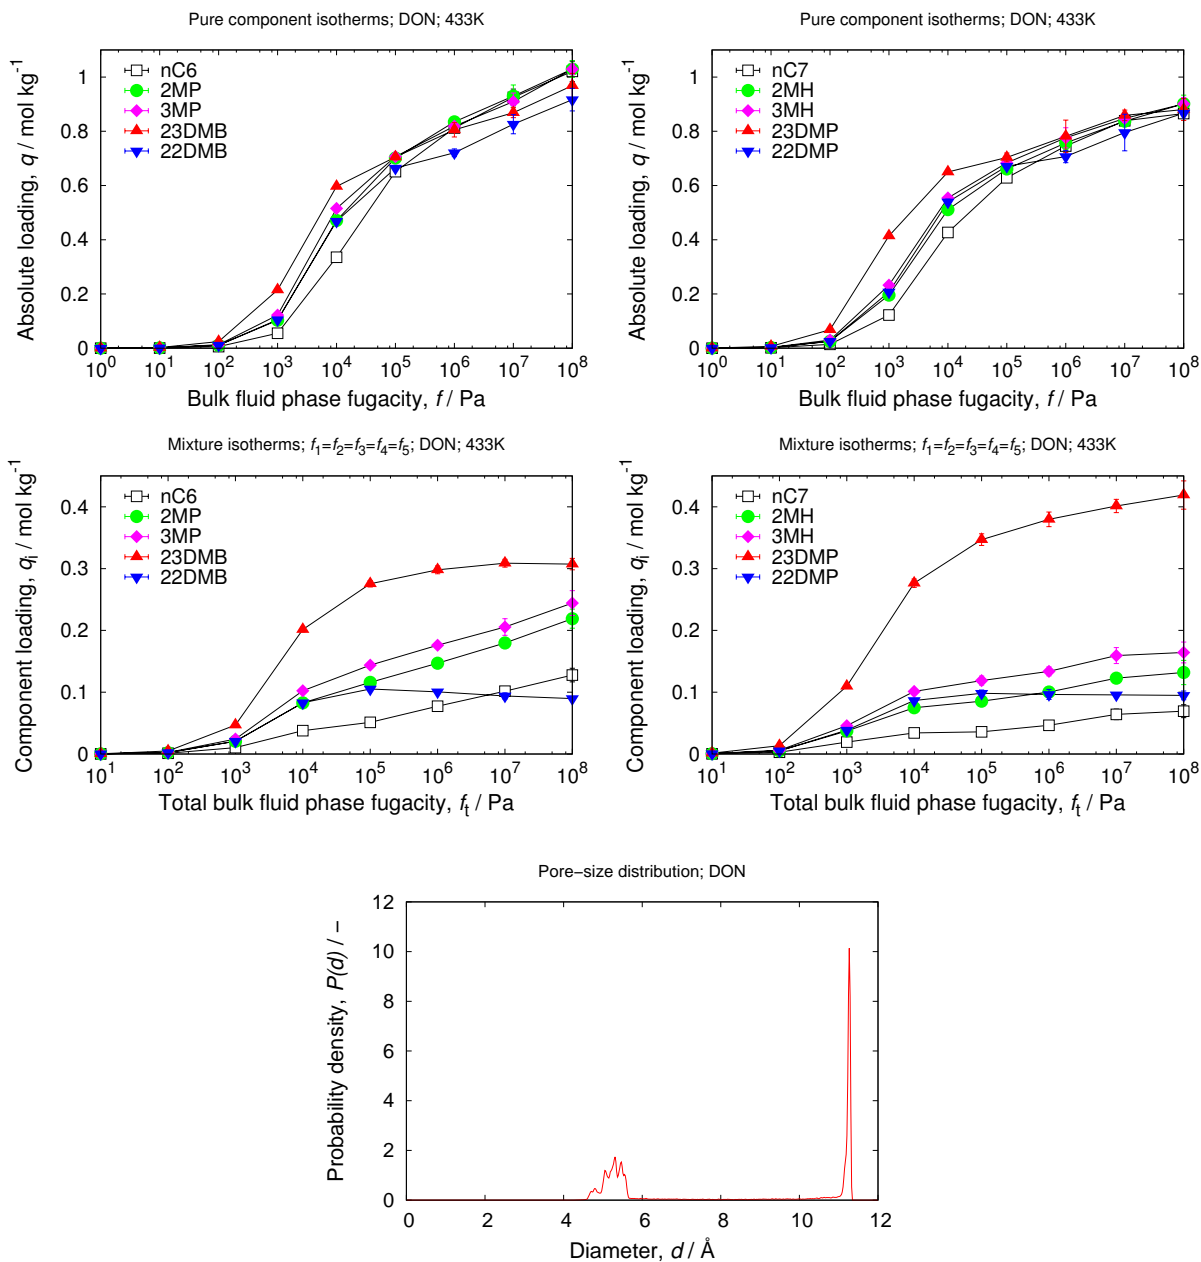 Pure component isotherms; DON; 433K
Absolute loading, q / mol kg⁻¹
1
0.8
0.6
0.4
0.2
0
nC6
2MP
3MP
23DMB
22DMB
10⁰ 10¹ 10² 10³ 10⁴ 10⁵ 10⁶ 10⁷ 10⁸
Bulk fluid phase fugacity, f / Pa
Pure component isotherms; DON; 433K
Absolute loading, q / mol kg⁻¹
1
0.8
0.6
0.4
0.2
0
nC7
2MH
3MH
23DMP
22DMP
10⁰ 10¹ 10² 10³ 10⁴ 10⁵ 10⁶ 10⁷ 10⁸
Bulk fluid phase fugacity, f / Pa
Mixture isotherms; f₁=f₂=f₃=f₄=f₅; DON; 433K
Component loading, qᵢ / mol kg⁻¹
0.4
0.3
0.2
0.1
0
nC6
2MP
3MP
23DMB
22DMB
10¹ 10² 10³ 10⁴ 10⁵ 10⁶ 10⁷ 10⁸
Total bulk fluid phase fugacity, fₜ / Pa
Mixture isotherms; f₁=f₂=f₃=f₄=f₅; DON; 433K
Component loading, qᵢ / mol kg⁻¹
0.4
0.3
0.2
0.1
0
nC7
2MH
3MH
23DMP
22DMP
10¹ 10² 10³ 10⁴ 10⁵ 10⁶ 10⁷ 10⁸
Total bulk fluid phase fugacity, fₜ / Pa
Pore−size distribution; DON
Probability density, P(d) / −
12
10
8
6
4
2
0
0 2 4 6 8 10 12
Diameter, d / Å